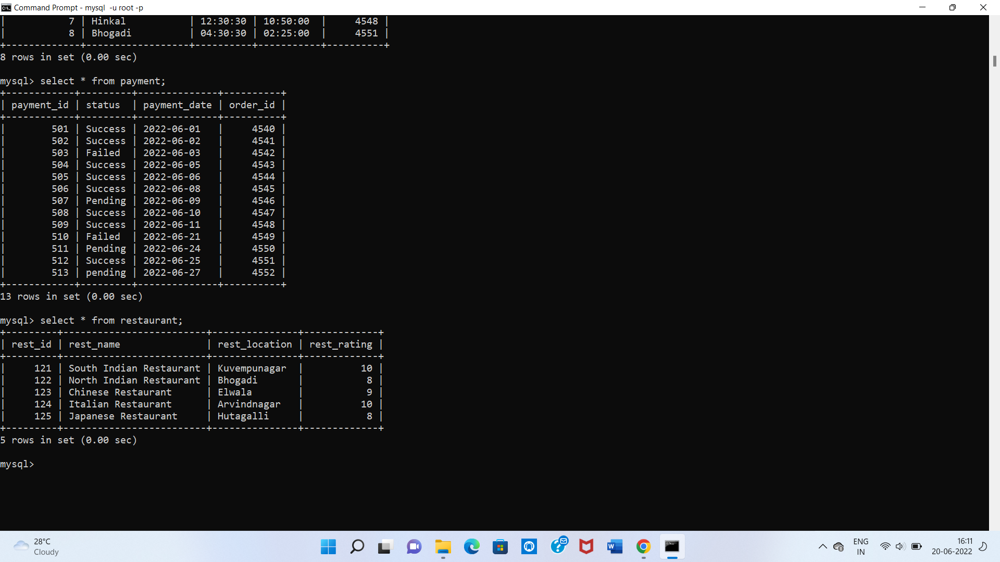 Command Prompt - mysql  -u root -p
|           7 | Hinkal           | 12:30:30 | 10:50:00  |     4548 |
|           8 | Bhogadi          | 04:30:30 | 02:25:00  |     4551 |
+-------------+------------------+----------+-----------+----------+
8 rows in set (0.00 sec)
mysql> select * from payment;
+------------+---------+--------------+----------+
| payment_id | status  | payment_date | order_id |
+------------+---------+--------------+----------+
|        501 | Success | 2022-06-01   |     4540 |
|        502 | Success | 2022-06-02   |     4541 |
|        503 | Failed  | 2022-06-03   |     4542 |
|        504 | Success | 2022-06-05   |     4543 |
|        505 | Success | 2022-06-06   |     4544 |
|        506 | Success | 2022-06-08   |     4545 |
|        507 | Pending | 2022-06-09   |     4546 |
|        508 | Success | 2022-06-10   |     4547 |
|        509 | Success | 2022-06-11   |     4548 |
|        510 | Failed  | 2022-06-21   |     4549 |
|        511 | Pending | 2022-06-24   |     4550 |
|        512 | Success | 2022-06-25   |     4551 |
|        513 | pending | 2022-06-27   |     4552 |
+------------+---------+--------------+----------+
13 rows in set (0.00 sec)
mysql> select * from restaurant;
+---------+-------------------------+---------------+-------------+
| rest_id | rest_name               | rest_location | rest_rating |
+---------+-------------------------+---------------+-------------+
|     121 | South Indian Restaurant | Kuvempunagar  |          10 |
|     122 | North Indian Restaurant | Bhogadi       |           8 |
|     123 | Chinese Restaurant      | Elwala        |           9 |
|     124 | Italian Restaurant      | Arvindnagar   |          10 |
|     125 | Japanese Restaurant     | Hutagalli     |           8 |
+---------+-------------------------+---------------+-------------+
5 rows in set (0.00 sec)
mysql>
28°C
Cloudy
ENG
IN
16:11
20-06-2022